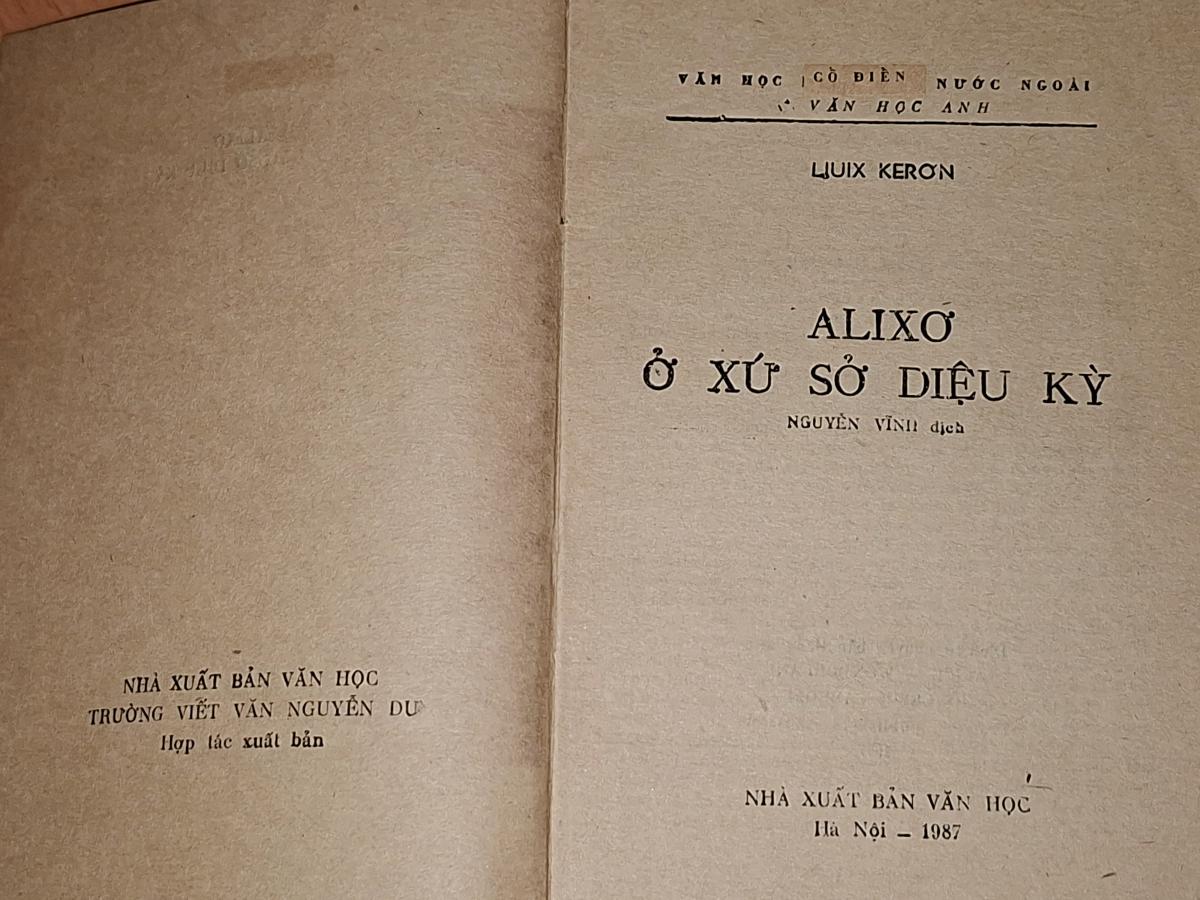 NHÀ XUẤT BẢN VĂN HỌC
TRƯỜNG VIẾT VĂN NGUYỄN DU
Hợp tác xuất bản
VĂN HỌC CỔ ĐIỂN NƯỚC NGOÀI
VĂN HỌC ANH
LIUIX KERƠN
ALIXƠ
Ở XỨ SỞ DIỆU KỲ
NGUYỄN VĨNH dịch
NHÀ XUẤT BẢN VĂN HỌC
Hà Nội – 1987